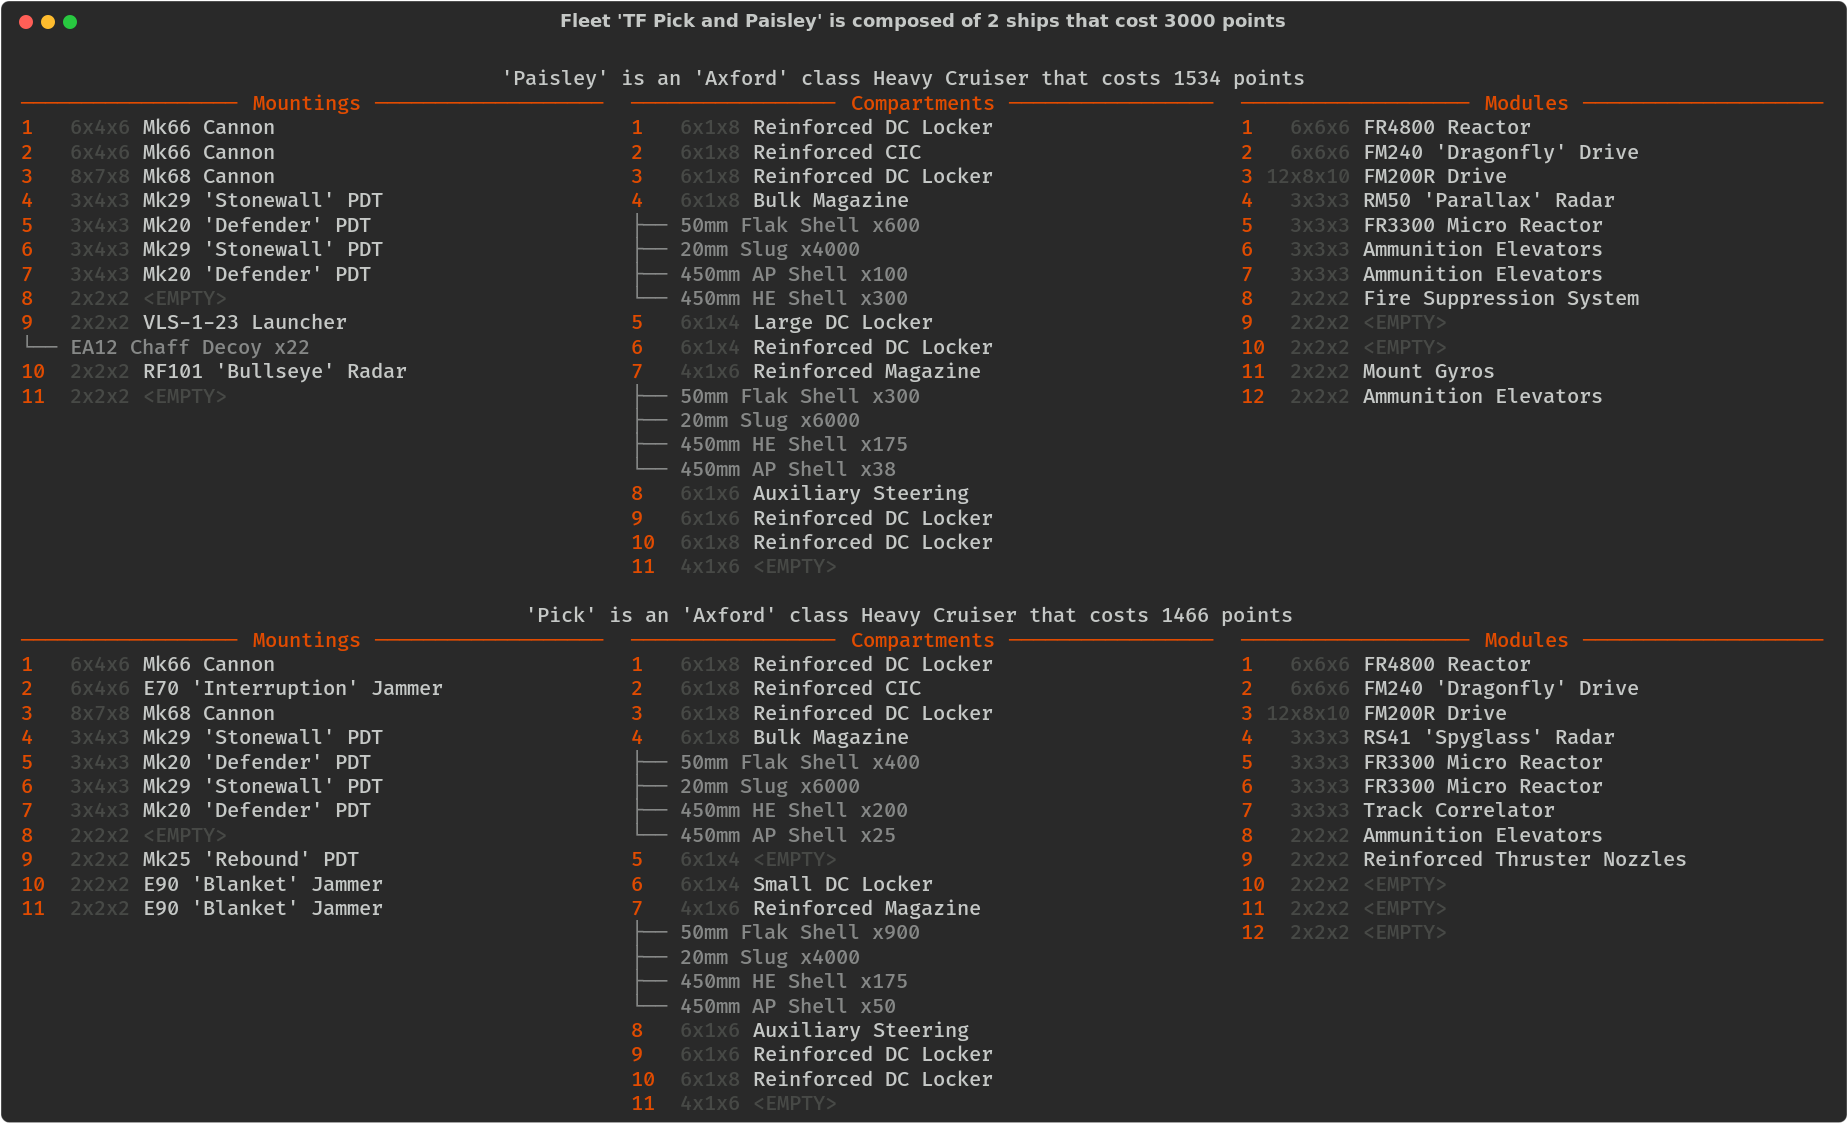 Fleet 'TF Pick and Paisley' is composed of 2 ships that cost 3000 points
'Paisley' is an 'Axford' class Heavy Cruiser that costs 1534 points
Mountings
1 6x4x6 Mk66 Cannon
2 6x4x6 Mk66 Cannon
3 8x7x8 Mk68 Cannon
4 3x4x3 Mk29 'Stonewall' PDT
5 3x4x3 Mk20 'Defender' PDT
6 3x4x3 Mk29 'Stonewall' PDT
7 3x4x3 Mk20 'Defender' PDT
8 2x2x2 <EMPTY>
9 2x2x2 VLS-1-23 Launcher
└── EA12 Chaff Decoy x22
10 2x2x2 RF101 'Bullseye' Radar
11 2x2x2 <EMPTY>
Compartments
1 6x1x8 Reinforced DC Locker
2 6x1x8 Reinforced CIC
3 6x1x8 Reinforced DC Locker
4 6x1x8 Bulk Magazine
├── 50mm Flak Shell x600
├── 20mm Slug x4000
├── 450mm AP Shell x100
└── 450mm HE Shell x300
5 6x1x4 Large DC Locker
6 6x1x4 Reinforced DC Locker
7 4x1x6 Reinforced Magazine
├── 50mm Flak Shell x300
├── 20mm Slug x6000
├── 450mm HE Shell x175
└── 450mm AP Shell x38
8 6x1x6 Auxiliary Steering
9 6x1x6 Reinforced DC Locker
10 6x1x8 Reinforced DC Locker
11 4x1x6 <EMPTY>
Modules
1 6x6x6 FR4800 Reactor
2 6x6x6 FM240 'Dragonfly' Drive
3 12x8x10 FM200R Drive
4 3x3x3 RM50 'Parallax' Radar
5 3x3x3 FR3300 Micro Reactor
6 3x3x3 Ammunition Elevators
7 3x3x3 Ammunition Elevators
8 2x2x2 Fire Suppression System
9 2x2x2 <EMPTY>
10 2x2x2 <EMPTY>
11 2x2x2 Mount Gyros
12 2x2x2 Ammunition Elevators
'Pick' is an 'Axford' class Heavy Cruiser that costs 1466 points
Mountings
1 6x4x6 Mk66 Cannon
2 6x4x6 E70 'Interruption' Jammer
3 8x7x8 Mk68 Cannon
4 3x4x3 Mk29 'Stonewall' PDT
5 3x4x3 Mk20 'Defender' PDT
6 3x4x3 Mk29 'Stonewall' PDT
7 3x4x3 Mk20 'Defender' PDT
8 2x2x2 <EMPTY>
9 2x2x2 Mk25 'Rebound' PDT
10 2x2x2 E90 'Blanket' Jammer
11 2x2x2 E90 'Blanket' Jammer
Compartments
1 6x1x8 Reinforced DC Locker
2 6x1x8 Reinforced CIC
3 6x1x8 Reinforced DC Locker
4 6x1x8 Bulk Magazine
├── 50mm Flak Shell x400
├── 20mm Slug x6000
├── 450mm HE Shell x200
└── 450mm AP Shell x25
5 6x1x4 <EMPTY>
6 6x1x4 Small DC Locker
7 4x1x6 Reinforced Magazine
├── 50mm Flak Shell x900
├── 20mm Slug x4000
├── 450mm HE Shell x175
└── 450mm AP Shell x50
8 6x1x6 Auxiliary Steering
9 6x1x6 Reinforced DC Locker
10 6x1x8 Reinforced DC Locker
11 4x1x6 <EMPTY>
Modules
1 6x6x6 FR4800 Reactor
2 6x6x6 FM240 'Dragonfly' Drive
3 12x8x10 FM200R Drive
4 3x3x3 RS41 'Spyglass' Radar
5 3x3x3 FR3300 Micro Reactor
6 3x3x3 FR3300 Micro Reactor
7 3x3x3 Track Correlator
8 2x2x2 Ammunition Elevators
9 2x2x2 Reinforced Thruster Nozzles
10 2x2x2 <EMPTY>
11 2x2x2 <EMPTY>
12 2x2x2 <EMPTY>